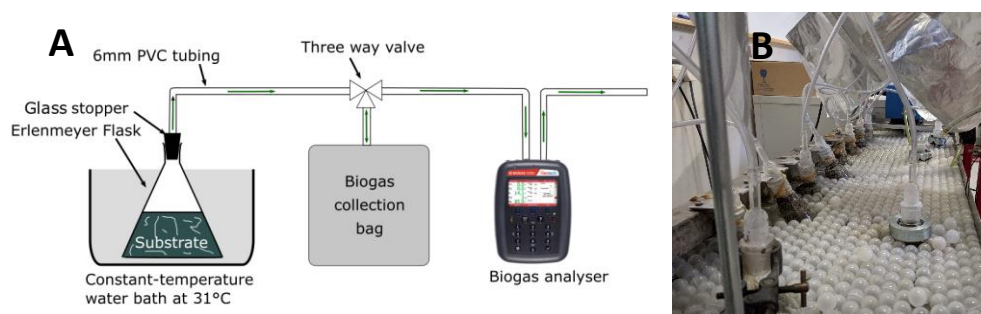 A
6mm PVC tubing
Three way valve
Glass stopper
Erlenmeyer Flask
Substrate
Constant-temperature
water bath at 31°C
Biogas
collection
bag
Biogas analyser
B